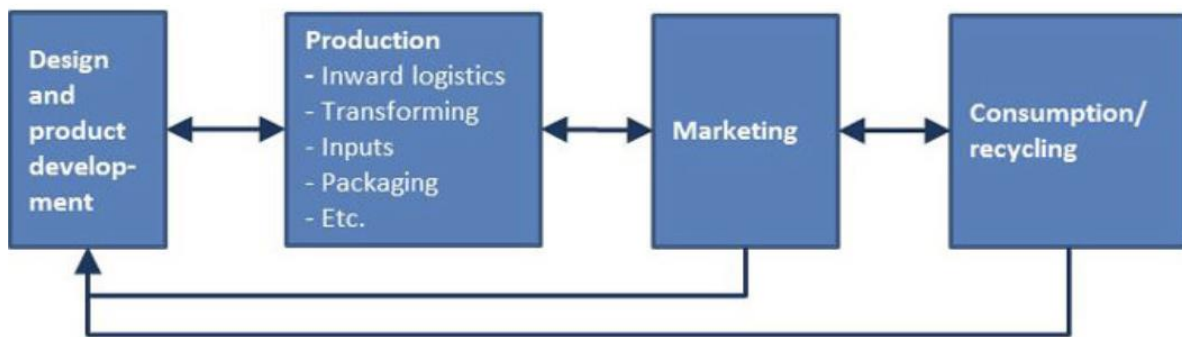 Design
and
product
develop-
ment
Production
- Inward logistics
- Transforming
- Inputs
- Packaging
- Etc.
Marketing
Consumption/
recycling